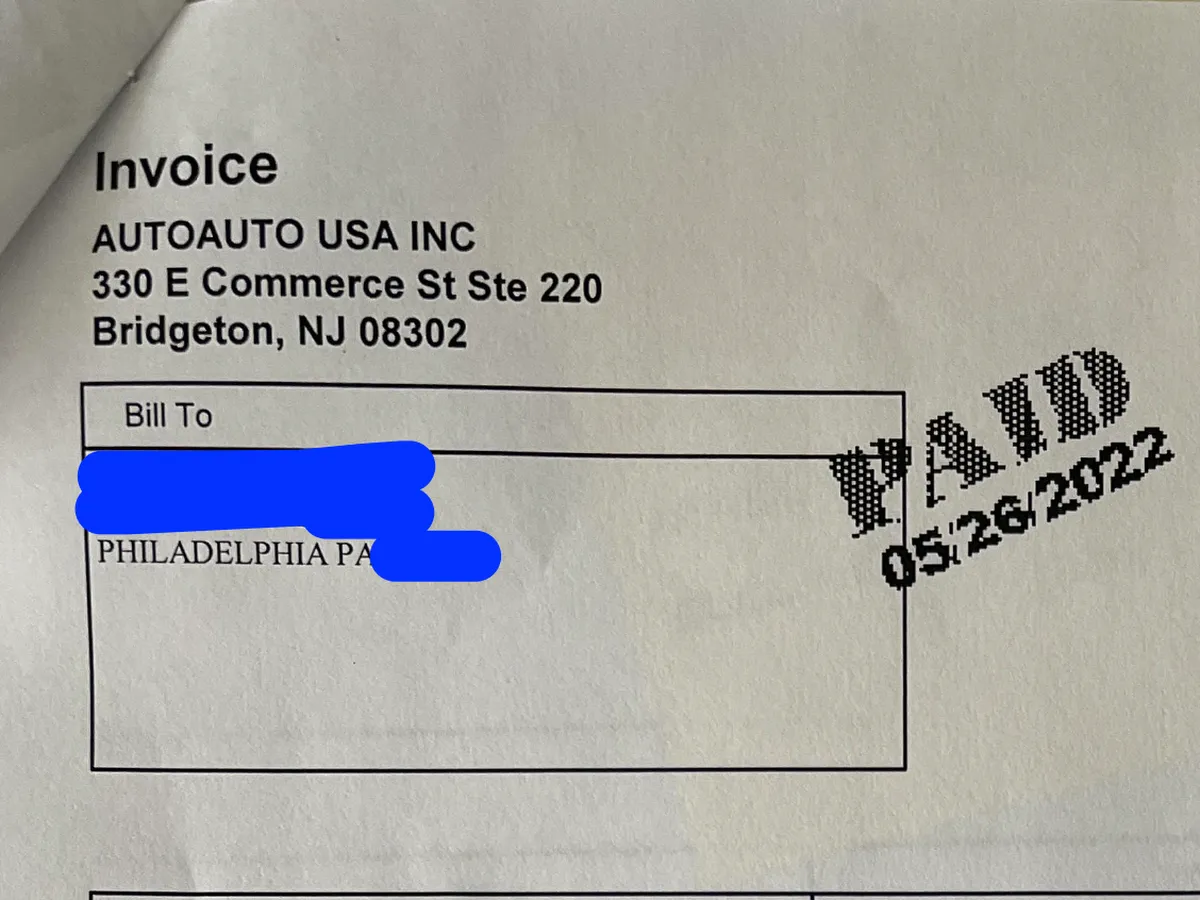 Invoice
AUTOAUTO USA INC
330 E Commerce St Ste 220
Bridgeton, NJ 08302
Bill To
PHILADELPHIA PA
PAID
05/26/2022